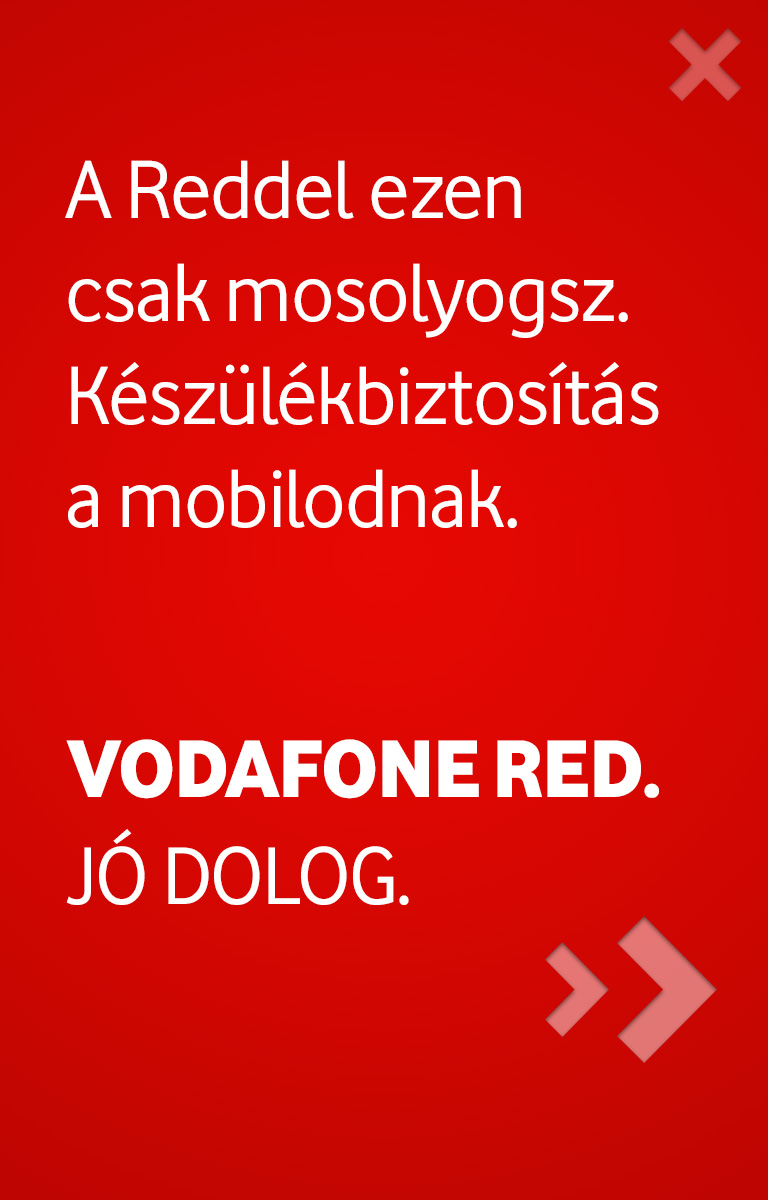 A Reddel ezen
csak mosolyogsz.
Készülékbiztosítás
a mobilodnak.
VODAFONE RED.
JÓ DOLOG.